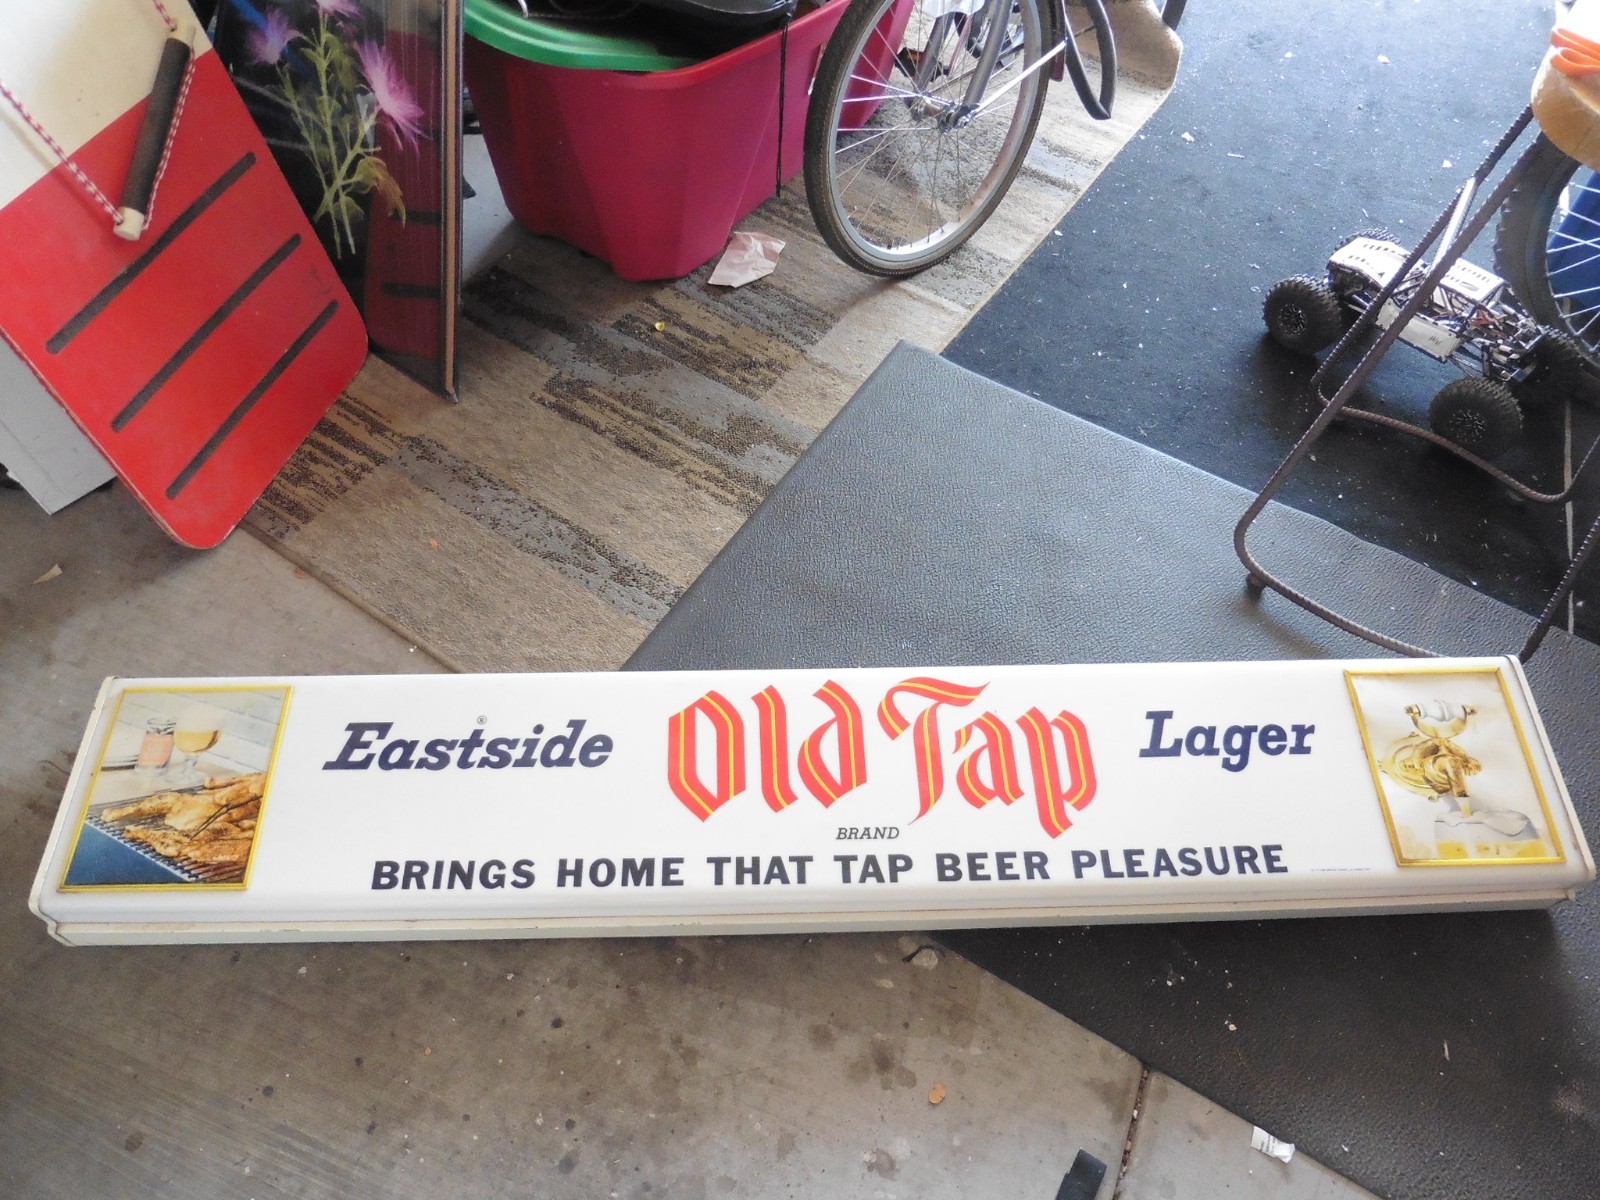 Eastside® Old Tap Lager
BRAND
BRINGS HOME THAT TAP BEER PLEASURE